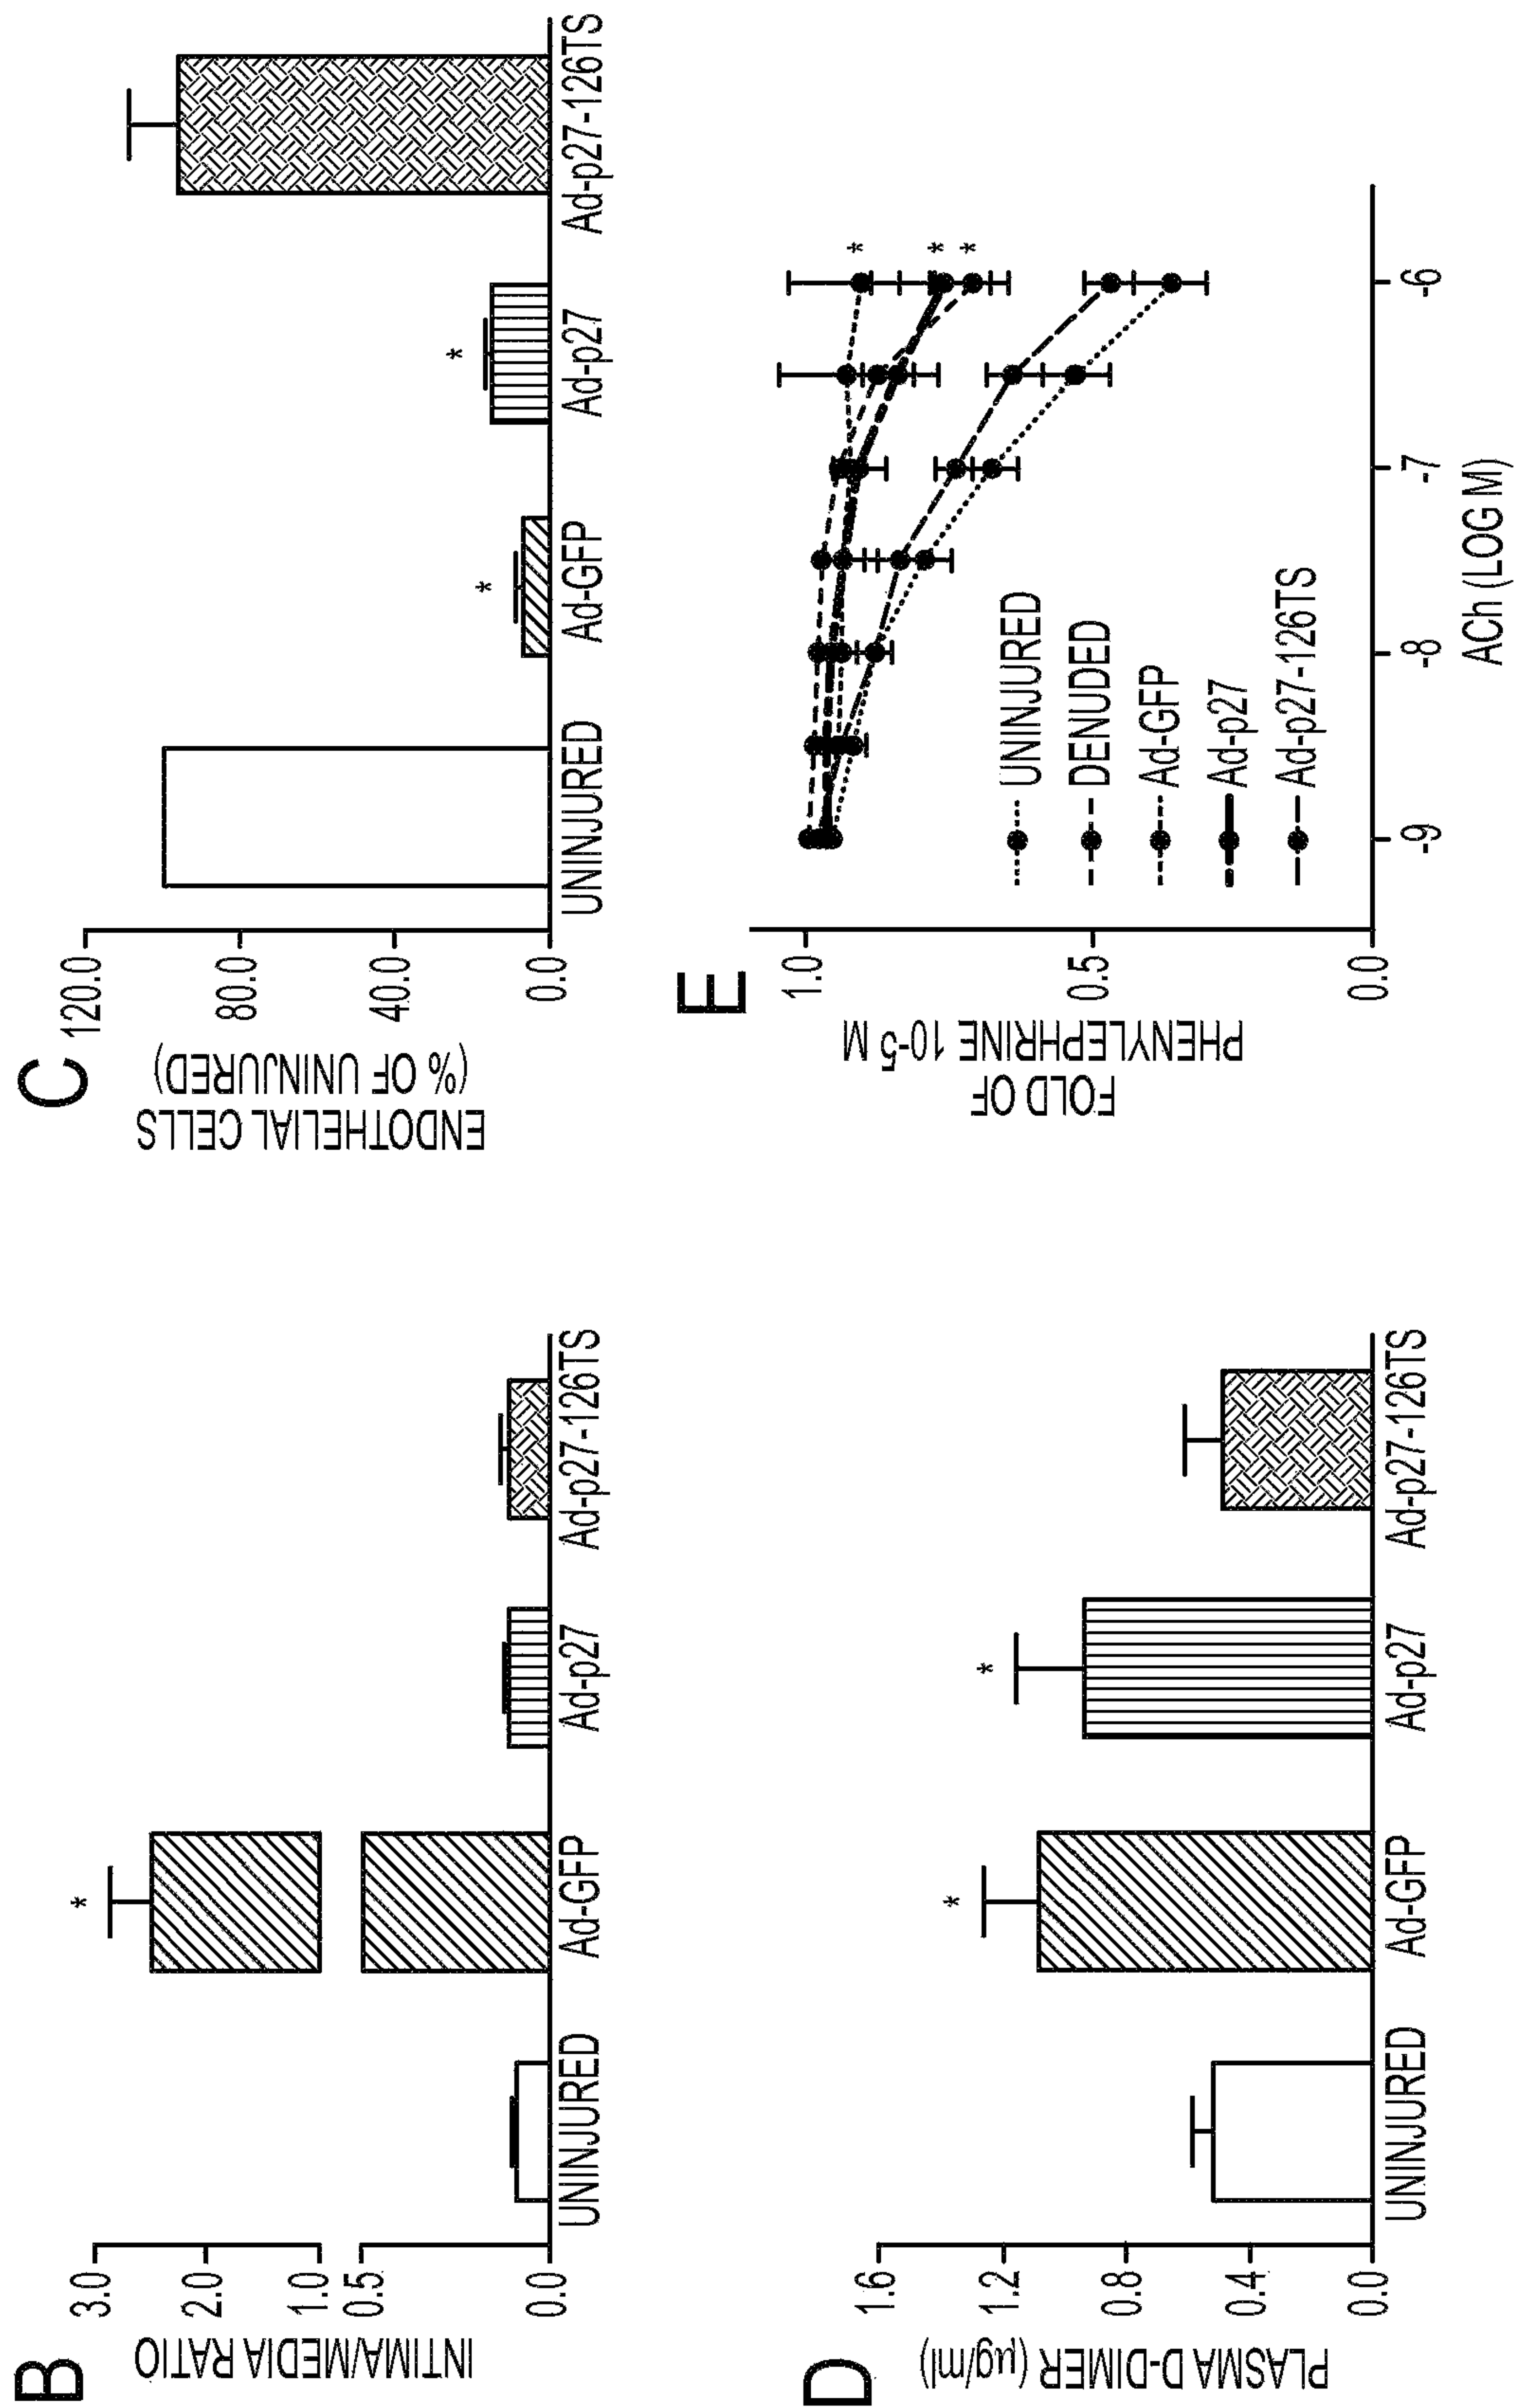 B
INTIMA/MEDIA RATIO
3.0
2.0
1.0
0.5
0.0
*
UNINJURED
Ad-GFP
Ad-p27
Ad-p27-126TS
C
ENDOTHELIAL CELLS
(% OF UNINJURED)
120.0
80.0
40.0
0.0
*
*
UNINJURED
Ad-GFP
Ad-p27
Ad-p27-126TS
D
PLASMA D-DIMER (µg/ml)
1.6
1.2
0.8
0.4
0.0
*
*
UNINJURED
Ad-GFP
Ad-p27
Ad-p27-126TS
E
FOLD OF
PHENYLEPHRINE 10-5 M
1.0
0.5
0.0
*
*
*
UNINJURED
DENUDED
Ad-GFP
Ad-p27
Ad-p27-126TS
-9
-8
-7
-6
ACh (LOG M)